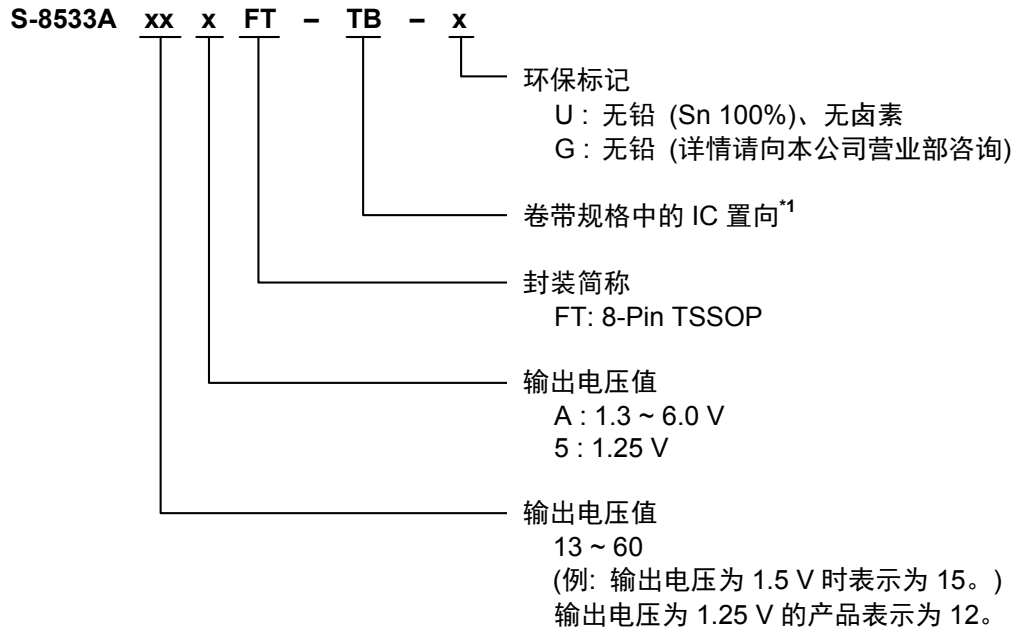 S-8533A xx x FT – TB – x
环保标记
U : 无铅 (Sn 100%)、无卤素
G : 无铅 (详情请向本公司营业部咨询)
卷带规格中的 IC 置向*1
封装简称
FT: 8-Pin TSSOP
输出电压值
A : 1.3 ~ 6.0 V
5 : 1.25 V
输出电压值
13 ~ 60
(例: 输出电压为 1.5 V 时表示为 15。)
输出电压为 1.25 V 的产品表示为 12。